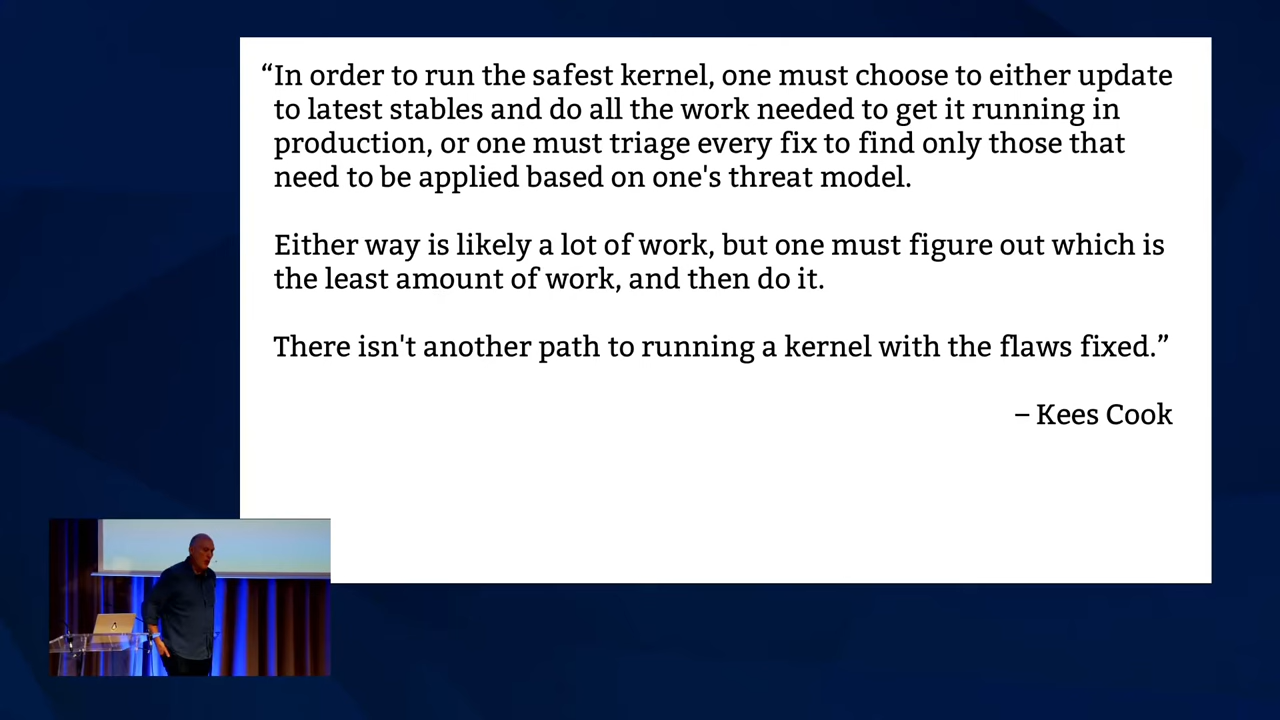 “In order to run the safest kernel, one must choose to either update
to latest stables and do all the work needed to get it running in
production, or one must triage every fix to find only those that
need to be applied based on one's threat model.
Either way is likely a lot of work, but one must figure out which is
the least amount of work, and then do it.
There isn't another path to running a kernel with the flaws fixed.”
– Kees Cook